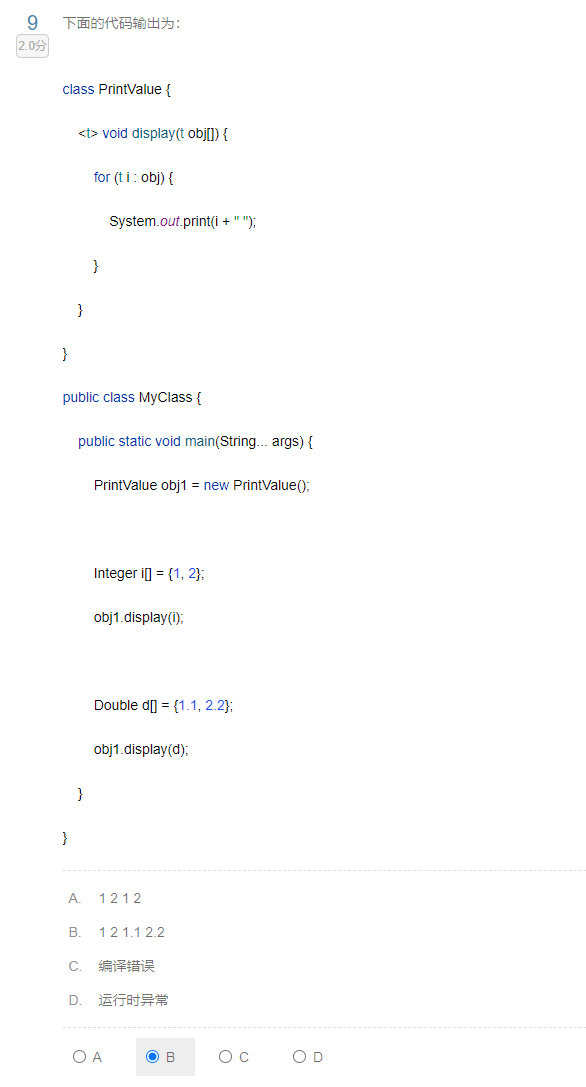 9
2.0分
下面的代码输出为:
class PrintValue {
<t> void display(t obj[]) {
for (t i : obj) {
System.out.print(i + " ");
}
}
}
public class MyClass {
public static void main(String... args) {
PrintValue obj1 = new PrintValue();
Integer i[] = {1, 2};
obj1.display(i);
Double d[] = {1.1, 2.2};
obj1.display(d);
}
}
A. 1 2 1 2
B. 1 2 1.1 2.2
C. 编译错误
D. 运行时异常
A B C D